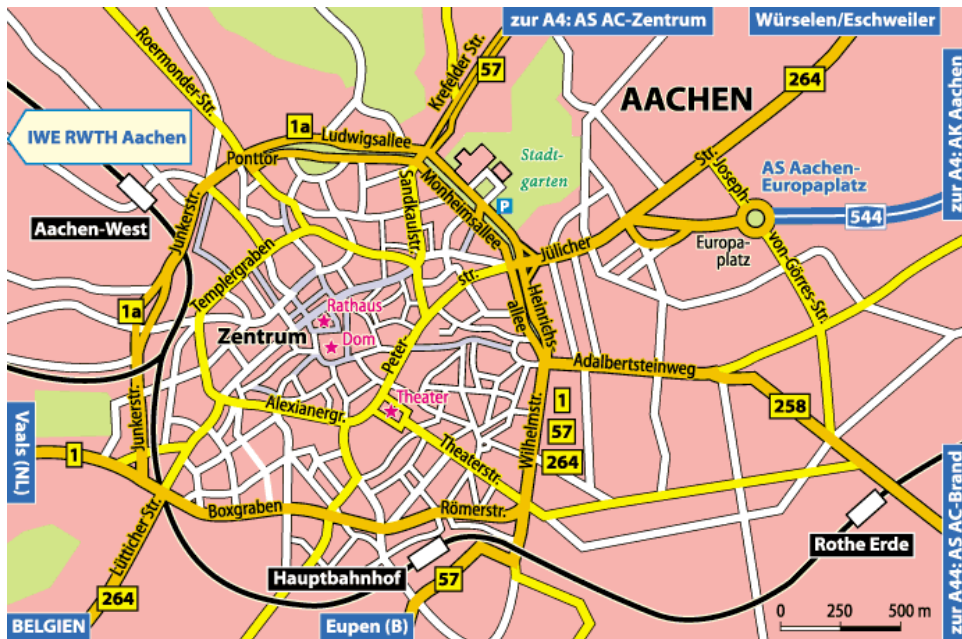 zur A4: AS AC-Zentrum
Würselen/Eschweiler
zur A4: AK Aachen
Roermonder-Str.
Krefelder Str.
57
264
AACHEN
IWE RWTH Aachen
1a
Ludwigsallee
Ponttor
Stadt-
garten
Monheimsallee
Sandkaulstr.
P
Str.
Joseph-
von-Görres-Str.
AS Aachen-
Europaplatz
544
Europa-
platz
Aachen-West
Junkerstr.
Templergraben
Jülicher
str.
Peter-
Heinrichs-
allee
1a
Rathaus
Zentrum
Dom
Theater
Adalbertsteinweg
258
Junkerstr.
Alexianergr.
Theaterstr.
Wilhelmstr.
1
57
264
Vaals (NL)
1
Lütticher Str.
Boxgraben
Römerstr.
Hauptbahnhof
57
Rothe Erde
zur A44: AS AC-Brand
264
BELGIEN
Eupen (B)
0
250
500 m